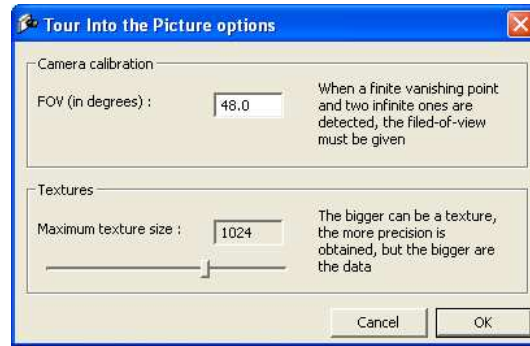 Tour Into the Picture options
Camera calibration
FOV (in degrees) :
48.0
When a finite vanishing point
and two infinite ones are
detected, the filed-of-view
must be given
Textures
Maximum texture size :
1024
The bigger can be a texture,
the more precision is
obtained, but the bigger are
the data
Cancel
OK